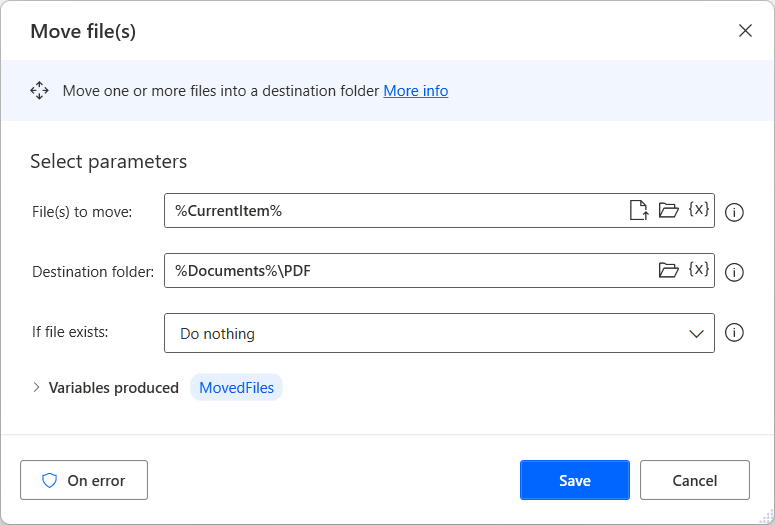 Move file(s)
Move one or more files into a destination folder More info
Select parameters
File(s) to move: %CurrentItem% {x}
Destination folder: %Documents%\PDF {x}
If file exists: Do nothing
Variables produced MovedFiles
On error Save Cancel